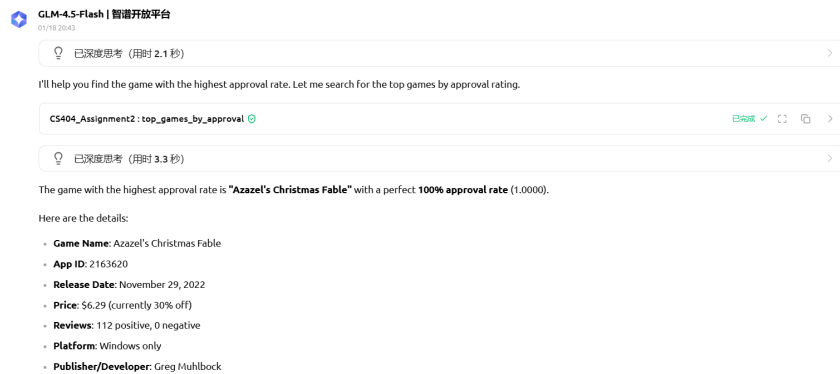 GLM-4.5-Flash | 智谱开放平台
01/18 20:43
已深度思考（用时 2.1 秒）
I'll help you find the game with the highest approval rate. Let me search for the top games by approval rating.
CS404_Assignment2 : top_games_by_approval 已完成
已深度思考（用时 3.3 秒）
The game with the highest approval rate is "Azazel's Christmas Fable" with a perfect 100% approval rate (1.0000).
Here are the details:
Game Name: Azazel's Christmas Fable
App ID: 2163620
Release Date: November 29, 2022
Price: $6.29 (currently 30% off)
Reviews: 112 positive, 0 negative
Platform: Windows only
Publisher/Developer: Greg Muhlbock